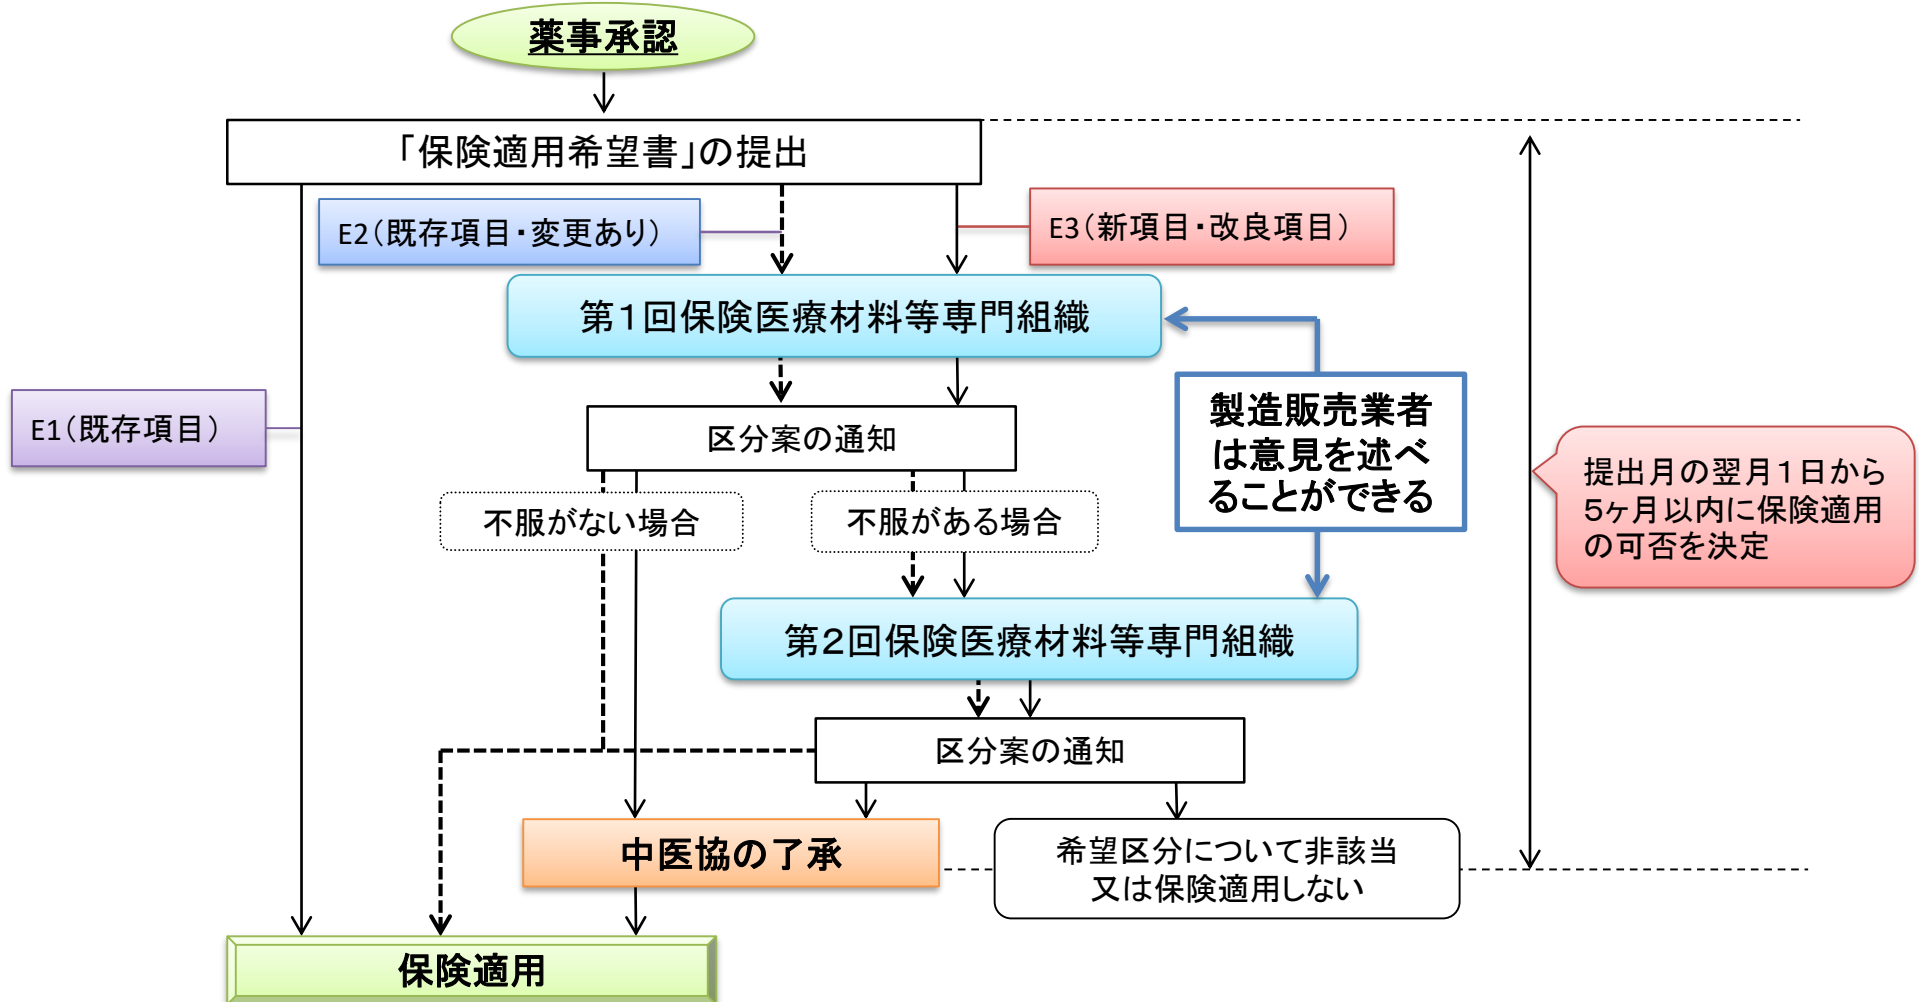 薬事承認
「保険適用希望書」の提出
E2（既存項目・変更あり）
E3（新項目・改良項目）
第１回保険医療材料等専門組織
E1（既存項目）
区分案の通知
製造販売業者
は意見を述べ
ることができる
提出月の翌月１日から
５ヶ月以内に保険適用
の可否を決定
不服がない場合
不服がある場合
第２回保険医療材料等専門組織
区分案の通知
中医協の了承
希望区分について非該当
又は保険適用しない
保険適用